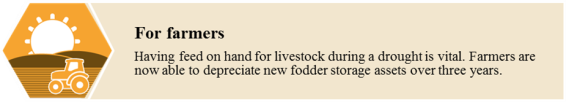 For farmers
Having feed on hand for livestock during a drought is vital. Farmers are
now able to depreciate new fodder storage assets over three years.